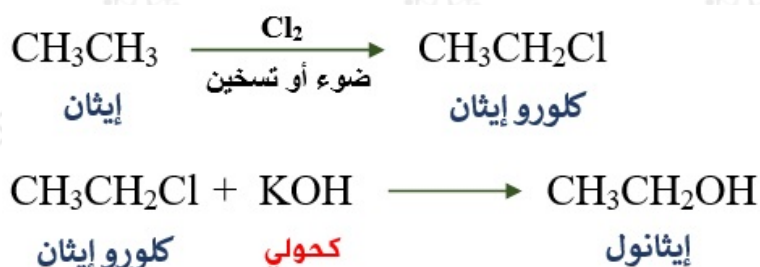 Cl₂
CH₃CH₃ ⟶ CH₃CH₂Cl
ضوء أو تسخين
إيثان كلورو إيثان
CH₃CH₂Cl + KOH ⟶ CH₃CH₂OH
كلورو إيثان كحولي إيثانول